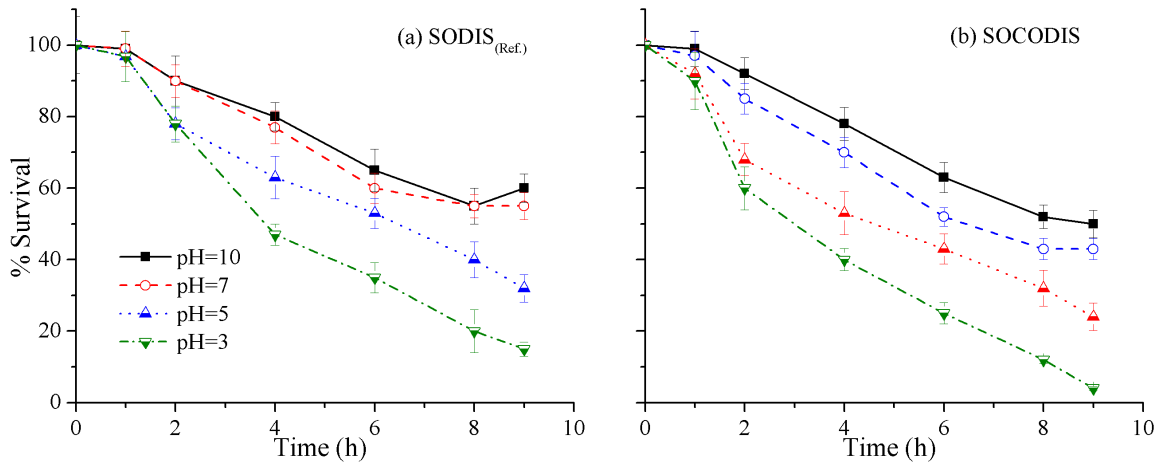 (a) SODIS(Ref.)
(b) SOCODIS
% Survival
100
80
60
40
20
0
pH=10
pH=7
pH=5
pH=3
0 2 4 6 8 10
0 2 4 6 8 10
Time (h)
Time (h)